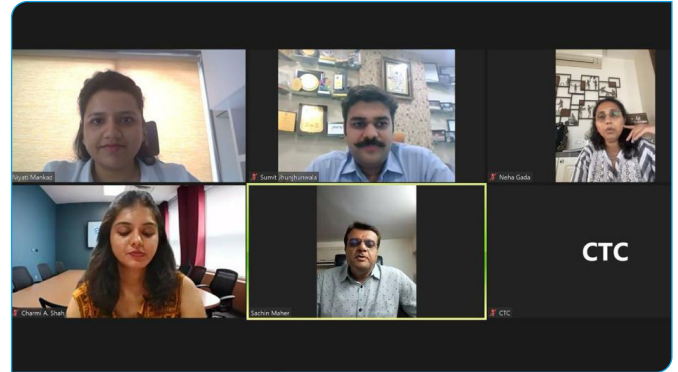 Niyati Mankad
Sumit Jhunjhunwala
Neha Gada
Charmi A. Shah
Sachin Maher
CTC
CTC